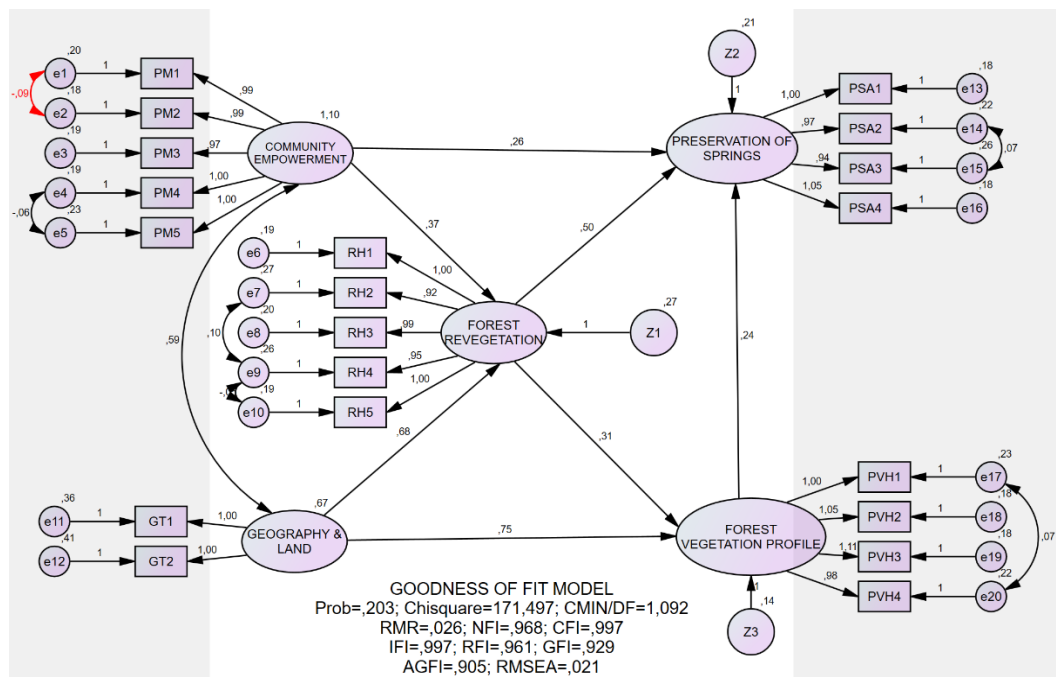 ,21
Z2
1
,20
e1
1
PM1
,99
-,09
,18
e2
1
PM2
,99
,19
e3
1
PM3
,97
,19
e4
1
PM4
1,00
-,06
,23
e5
1
PM5
1,00
1,10
COMMUNITY
EMPOWERMENT
,26
PRESERVATION OF
SPRINGS
1,00
PSA1
1
,18
e13
,97
PSA2
1
,22
e14
,94
PSA3
1
,26
e15
,07
1,05
PSA4
1
,18
e16
,37
,50
,59
,19
e6
1
RH1
1,00
,27
e7
1
RH2
,92
,20
e8
1
RH3
,99
,10
,26
e9
1
RH4
,95
,19
e10
1
RH5
1,00
FOREST
REVEGETATION
1
,27
Z1
,24
,68
,31
,36
e11
1
GT1
1,00
,41
e12
1
GT2
1,00
,67
GEOGRAPHY &
LAND
,75
FOREST
VEGETATION PROFILE
1,00
PVH1
1
,23
e17
1,05
PVH2
1
,18
e18
1,11
PVH3
1
,18
e19
,98
PVH4
1
,22
e20
,07
1
,14
Z3
GOODNESS OF FIT MODEL
Prob=,203; Chisquare=171,497; CMIN/DF=1,092
RMR=,026; NFI=,968; CFI=,997
IFI=,997; RFI=,961; GFI=,929
AGFI=,905; RMSEA=,021